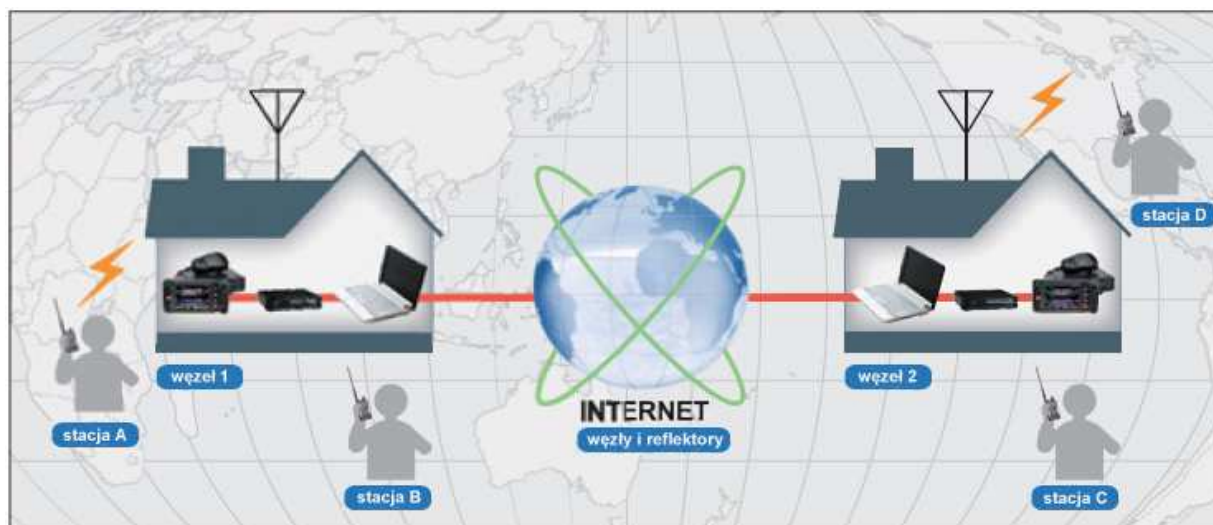 stacja D
węzeł 1
węzeł 2
INTERNET
węzły i reflektory
stacja A
stacja B
stacja C